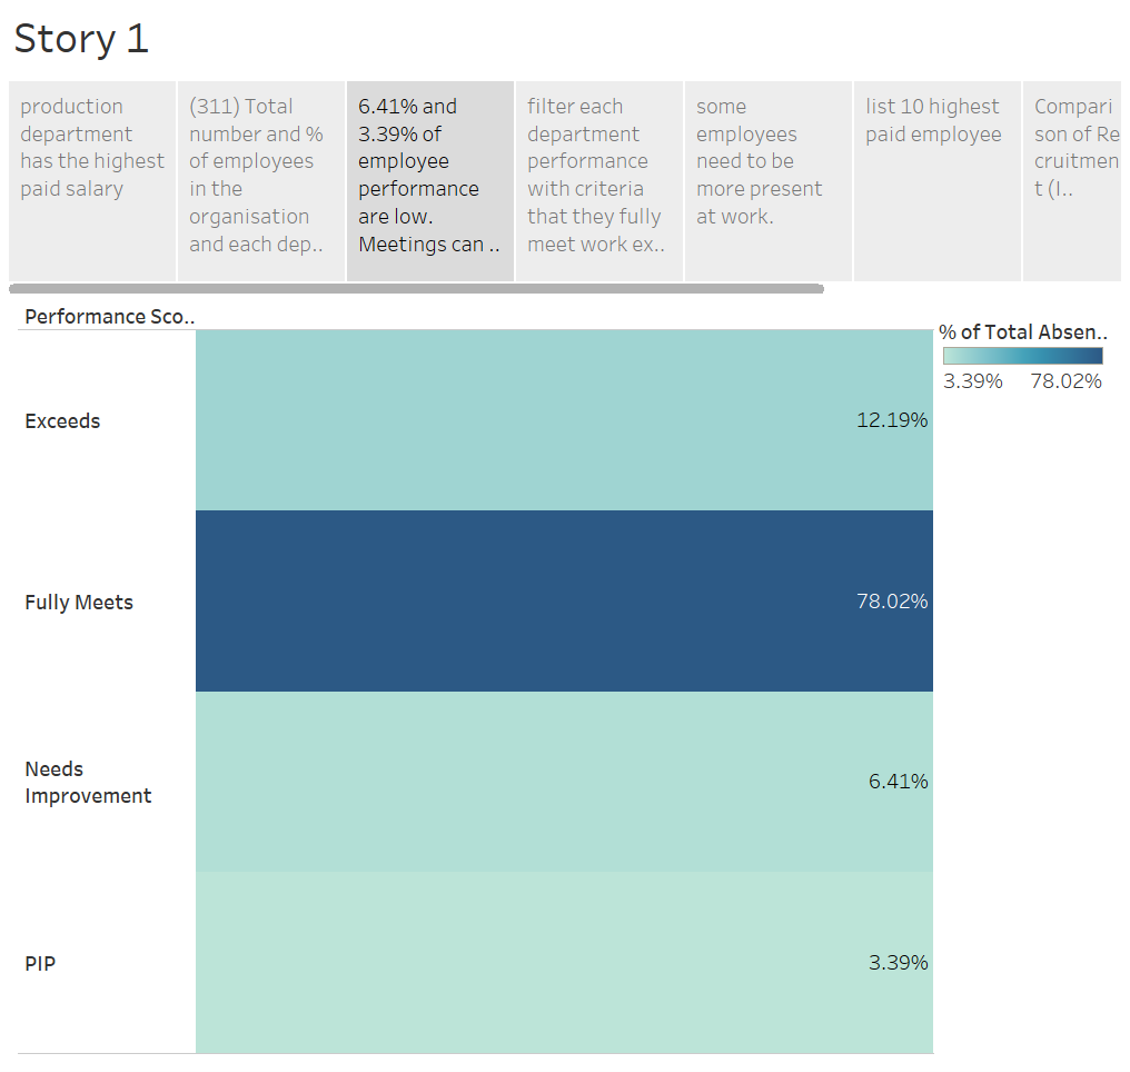 Story 1
production
department
has the highest
paid salary
(311) Total
number and %
of employees
in the
organisation
and each dep..
6.41% and
3.39% of
employee
performance
are low.
Meetings can ..
filter each
department
performance
with criteria
that they fully
meet work ex..
some
employees
need to be
more present
at work.
list 10 highest
paid employee
Compari
son of Re
cruitmen
t (I..
Performance Sco..
% of Total Absen..
3.39% 78.02%
Exceeds 12.19%
Fully Meets 78.02%
Needs
Improvement 6.41%
PIP 3.39%